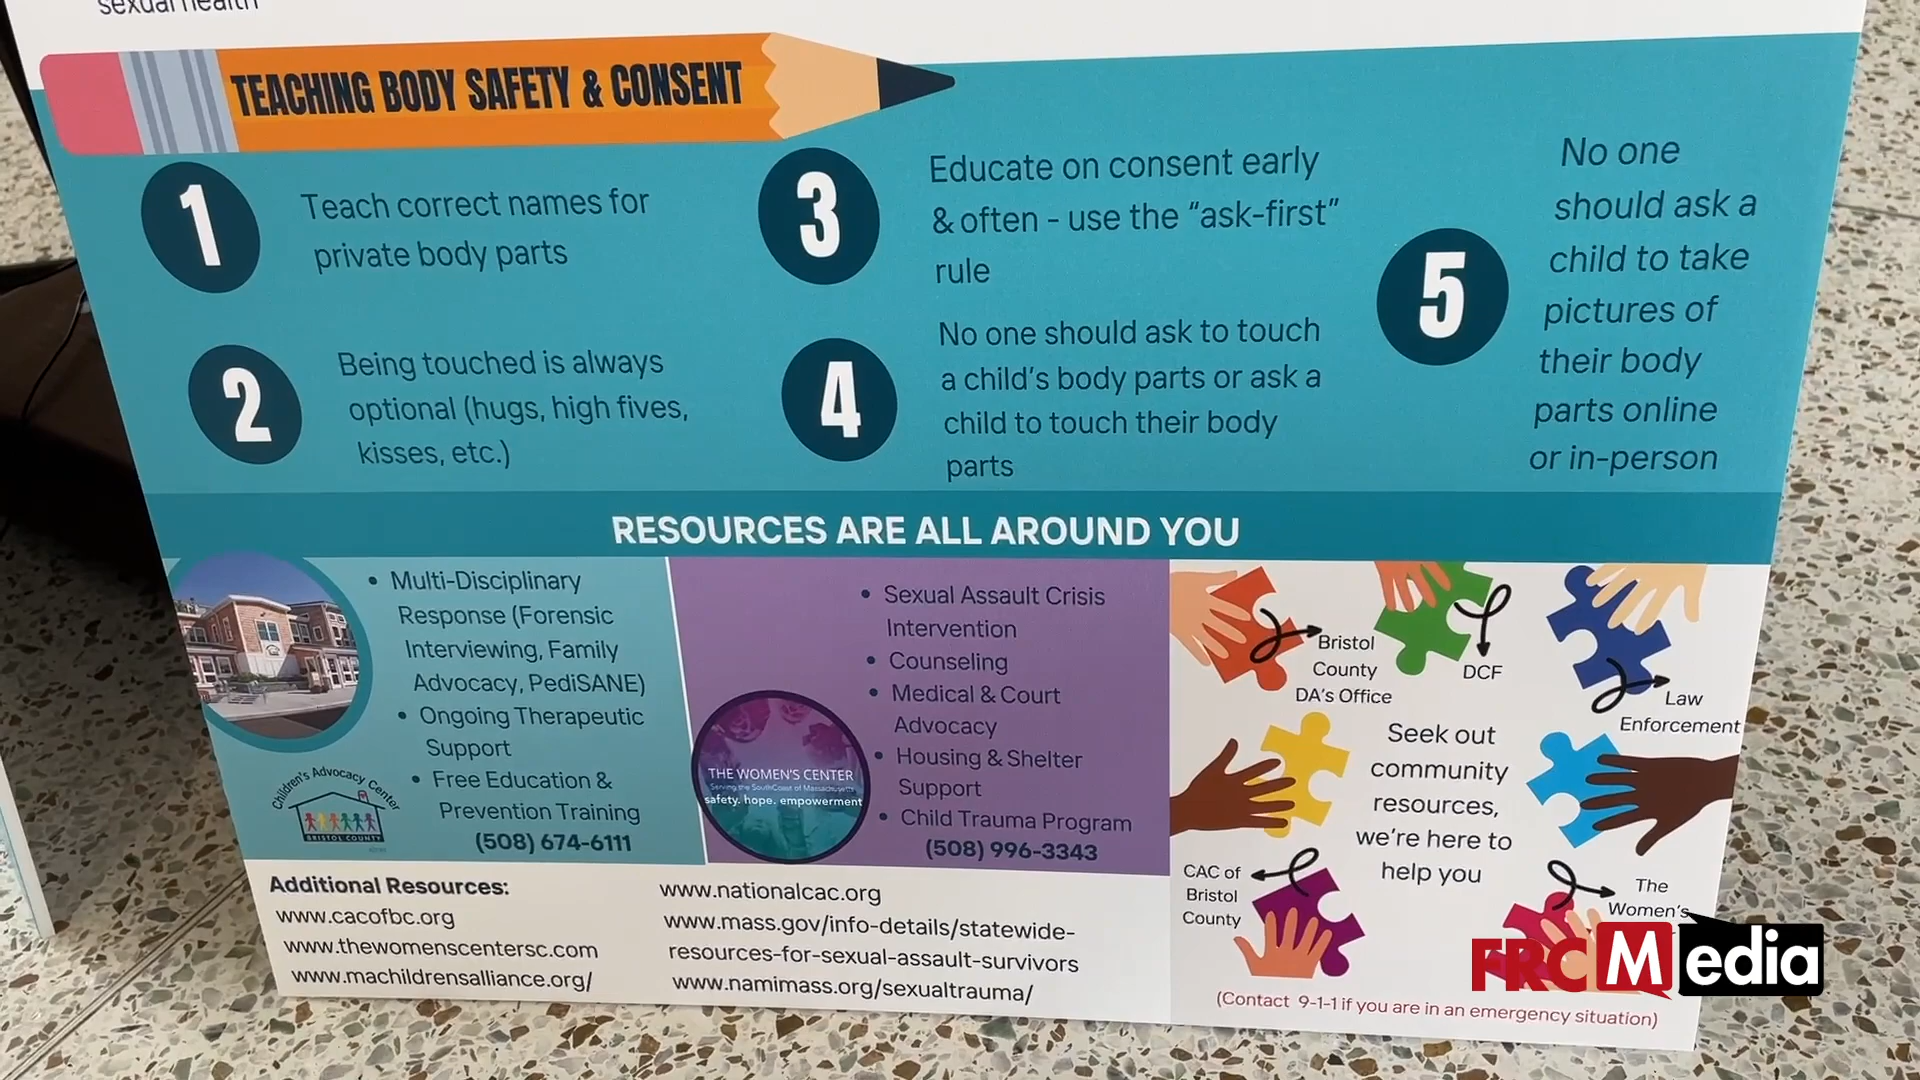 sexual health
TEACHING BODY SAFETY & CONSENT
1
Teach correct names for
private body parts
2
Being touched is always
optional (hugs, high fives,
kisses, etc.)
3
Educate on consent early
& often - use the “ask-first”
rule
4
No one should ask to touch
a child's body parts or ask a
child to touch their body
parts
5
No one
should ask a
child to take
pictures of
their body
parts online
or in-person
RESOURCES ARE ALL AROUND YOU
• Multi-Disciplinary
Response (Forensic
Interviewing, Family
Advocacy, PediSANE)
• Ongoing Therapeutic
Support
• Free Education &
Prevention Training
(508) 674-6111
Children's Advocacy Center
BRISTOL COUNTY
• Sexual Assault Crisis
Intervention
• Counseling
• Medical & Court
Advocacy
• Housing & Shelter
Support
• Child Trauma Program
(508) 996-3343
THE WOMEN'S CENTER
Serving the SouthCoast of Massachusetts
safety. hope. empowerment
Bristol
County
DA's Office
DCF
Law
Enforcement
Seek out
community
resources,
we're here to
help you
CAC of
Bristol
County
The
Women's
(Contact 9-1-1 if you are in an emergency situation)
Additional Resources:
www.cacofbc.org
www.thewomenscentersc.com
www.machildrensalliance.org/
www.nationalcac.org
www.mass.gov/info-details/statewide-
resources-for-sexual-assault-survivors
www.namimass.org/sexualtrauma/
FRCMedia